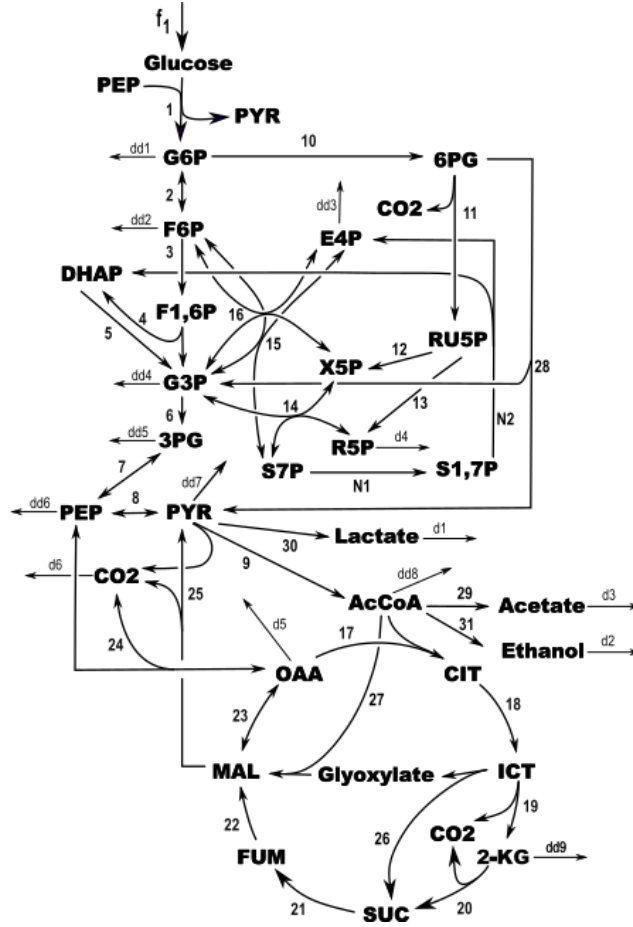 f1
Glucose
PEP
1
PYR
dd1
G6P
10
6PG
2
CO2
11
dd3
dd2
F6P
E4P
3
DHAP
4
F1,6P
16
5
15
RU5P
12
X5P
28
dd4
G3P
13
14
6
N2
dd5
3PG
R5P
d4
7
S7P
S1,7P
dd7
N1
dd6
PEP
8
PYR
30
Lactate
d1
9
d6
CO2
25
dd8
AcCoA
29
Acetate
d3
31
d5
24
17
Ethanol
d2
OAA
CIT
27
18
23
MAL
Glyoxylate
ICT
19
22
26
CO2
FUM
2-KG
dd9
20
21
SUC